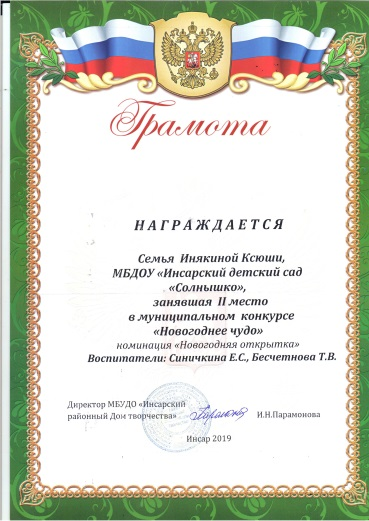 Грамота
НАГРАЖДАЕТСЯ
Семья Инякиной Ксюши,
МБДОУ «Инсарский детский сад
«Солнышко»,
занявшая II место
в муниципальном конкурсе
«Новогоднее чудо»
номинация «Новогодняя открытка»
Воспитатели: Синичкина Е.С., Бесчетнова Т.В.
Директор МБУДО «Инсарский
районный Дом творчества»
И.Н.Парамонова
Инсар 2019